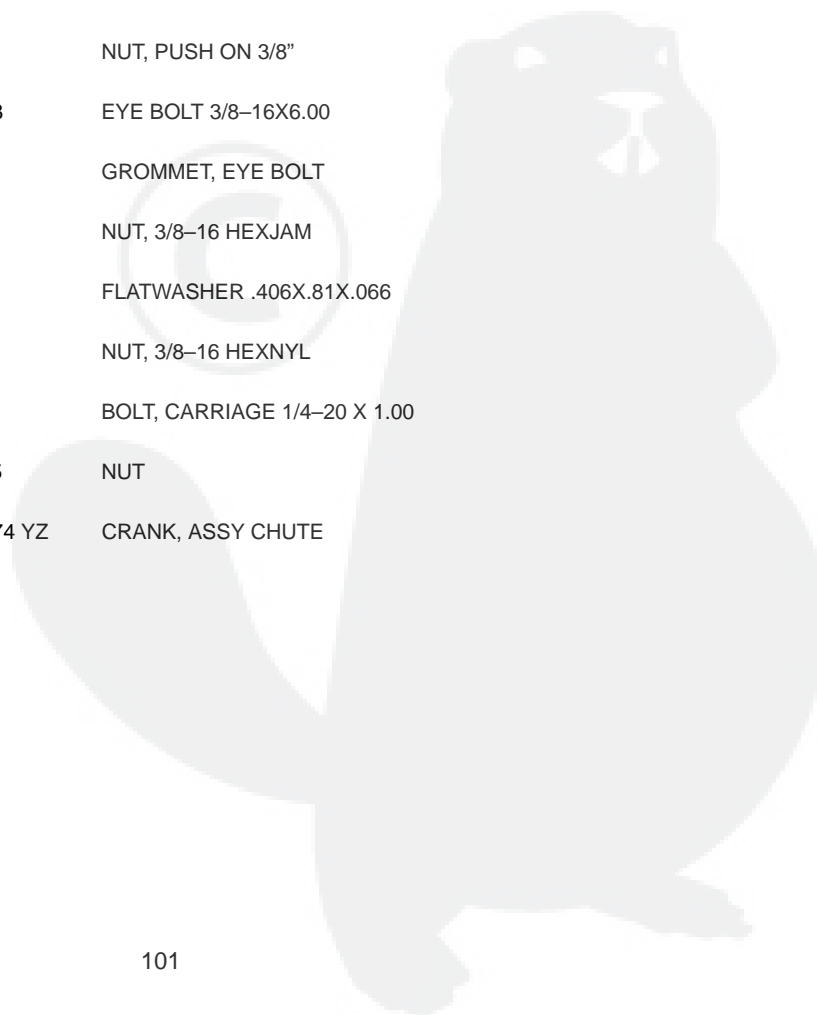 NUT, PUSH ON 3/8”
EYE BOLT 3/8–16X6.00
GROMMET, EYE BOLT
NUT, 3/8–16 HEXJAM
FLATWASHER .406X.81X.066
NUT, 3/8–16 HEXNYL
BOLT, CARRIAGE 1/4–20 X 1.00
NUT
74 YZ CRANK, ASSY CHUTE
101
©